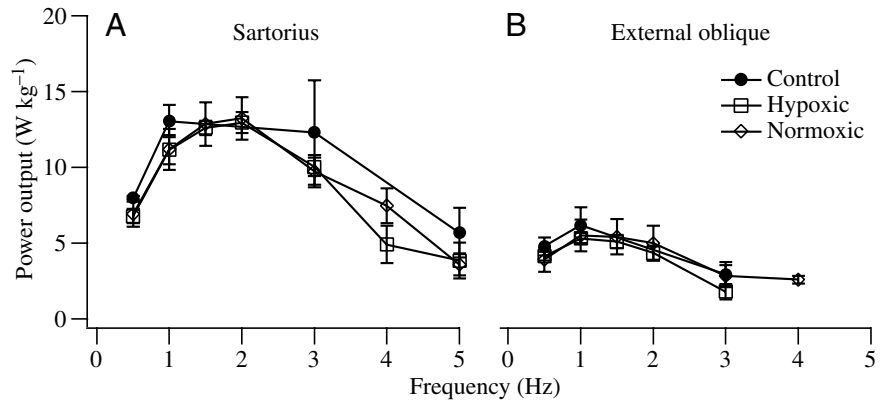 A
Sartorius
B
External oblique
Control
Hypoxic
Normoxic
Power output (W kg⁻¹)
20
15
10
5
0
0 1 2 3 4 5
0 1 2 3 4 5
Frequency (Hz)